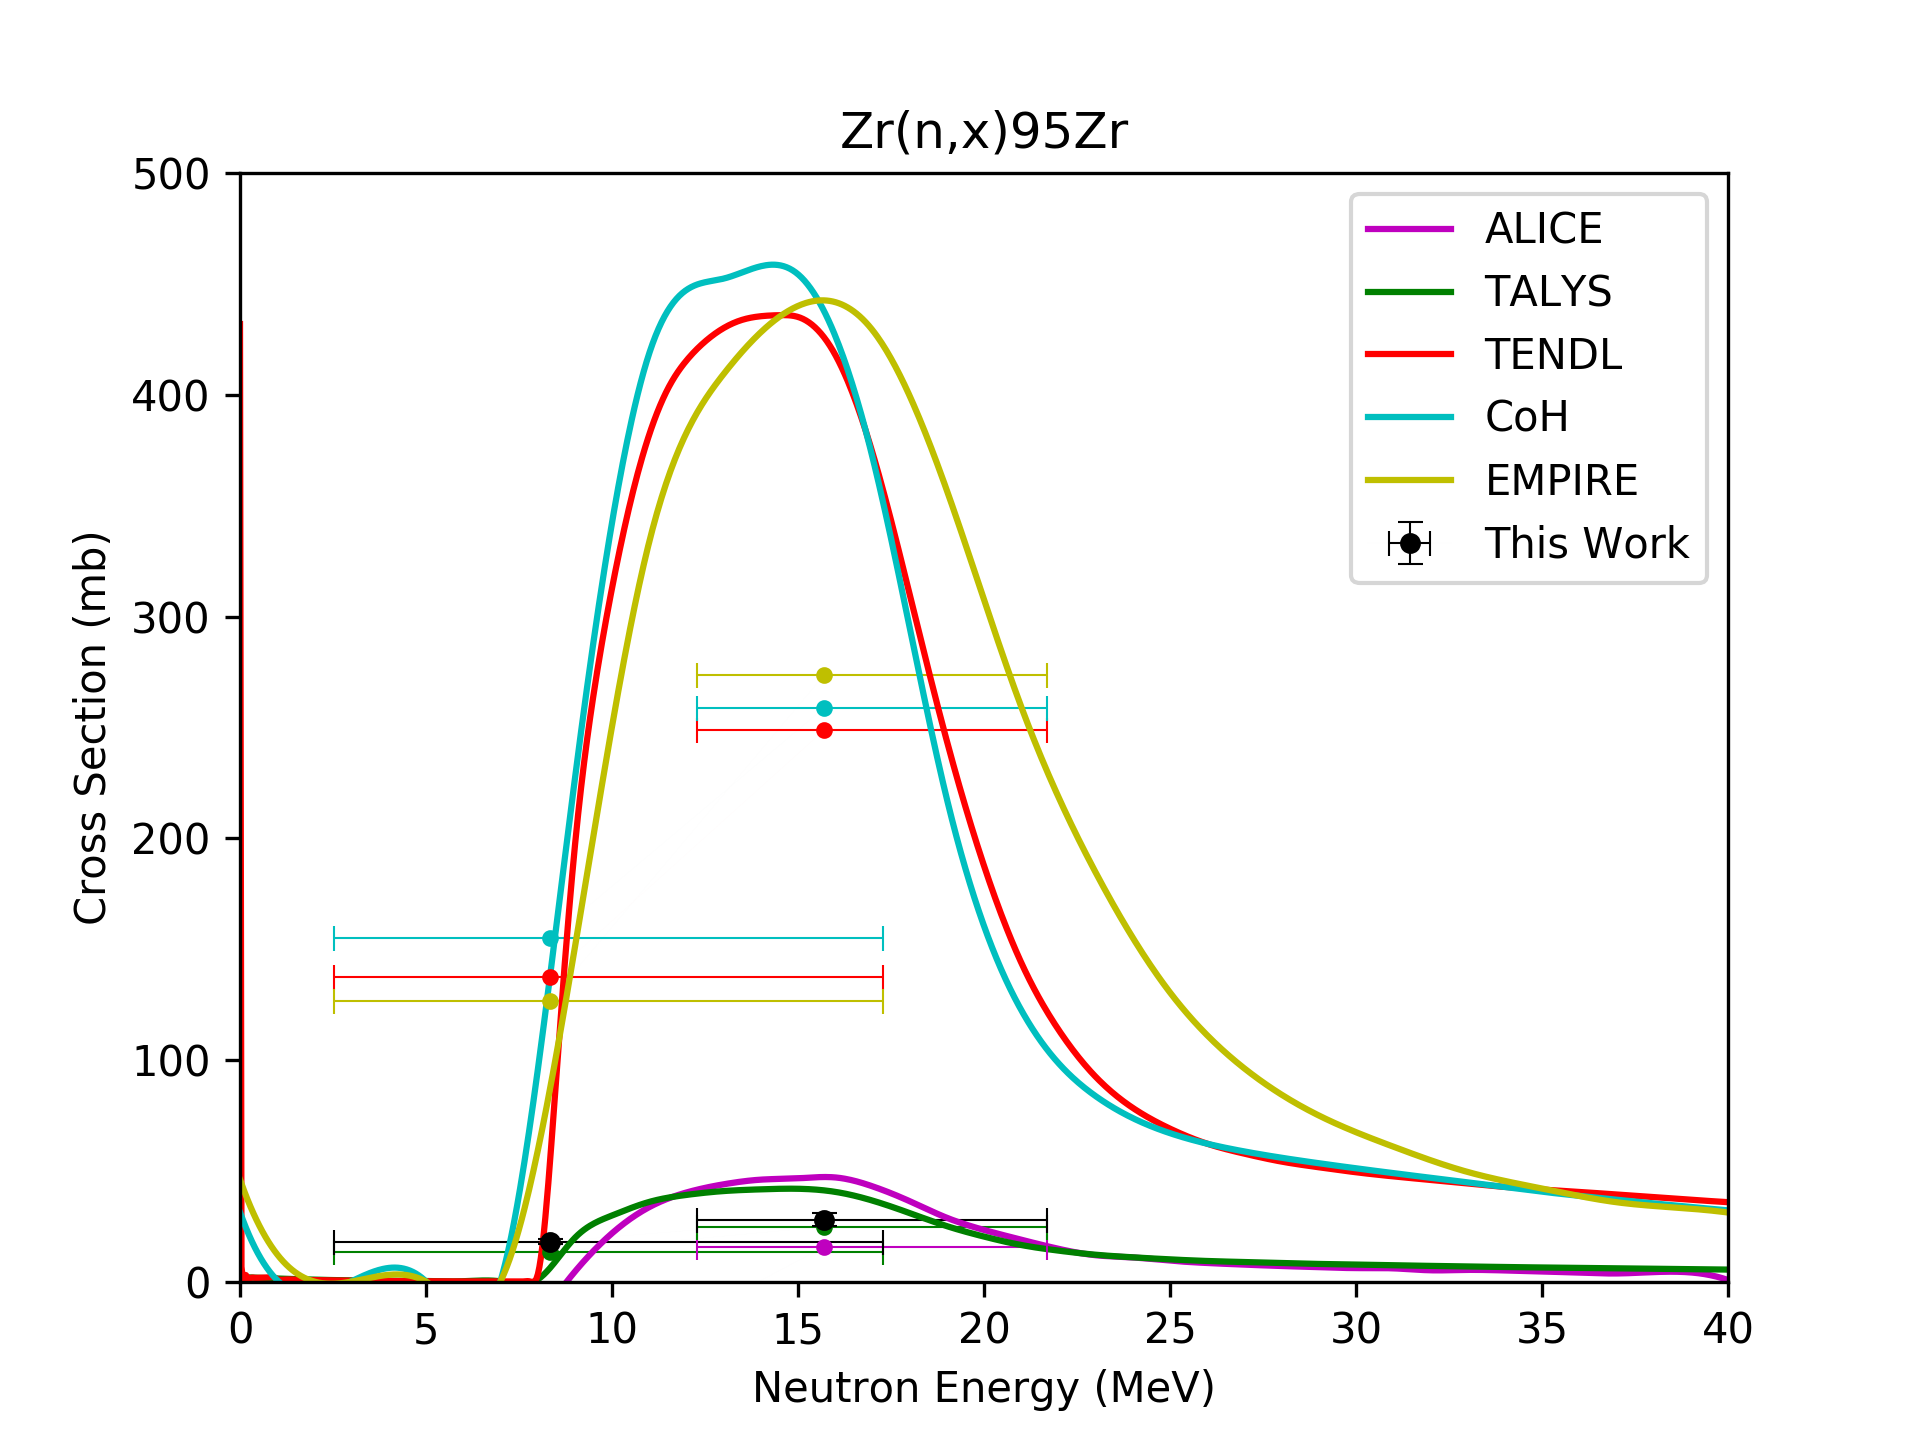 Zr(n,x)95Zr
500
400
300
200
100
0
Cross Section (mb)
ALICE
TALYS
TENDL
CoH
EMPIRE
This Work
0 5 10 15 20 25 30 35 40
Neutron Energy (MeV)